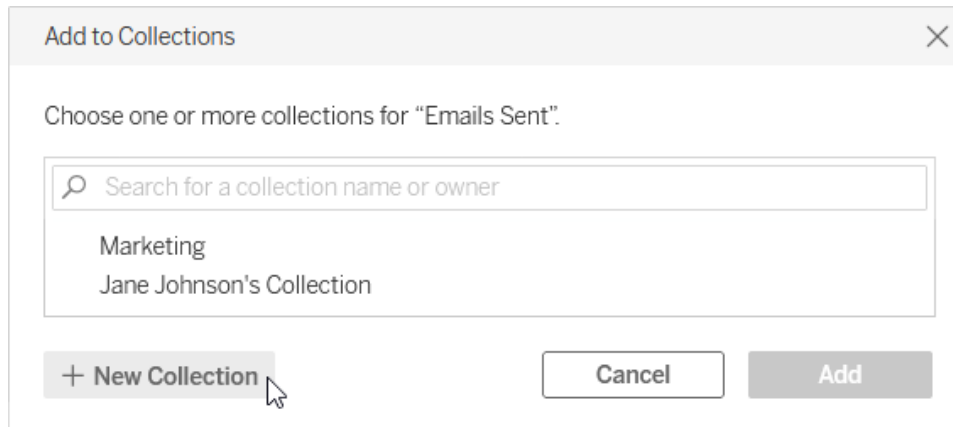 Add to Collections
Choose one or more collections for “Emails Sent”.
Search for a collection name or owner
Marketing
Jane Johnson's Collection
+ New Collection
Cancel
Add